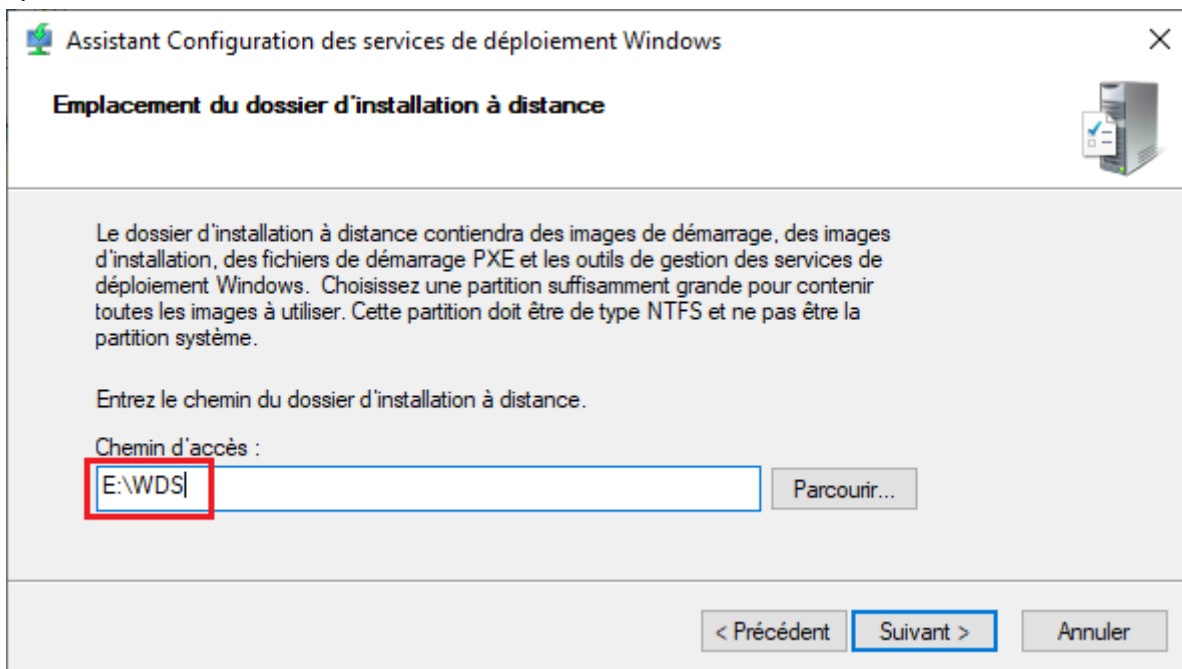 Assistant Configuration des services de déploiement Windows
Emplacement du dossier d'installation à distance
Le dossier d'installation à distance contiendra des images de démarrage, des images
d'installation, des fichiers de démarrage PXE et les outils de gestion des services de
déploiement Windows.  Choisissez une partition suffisamment grande pour contenir
toutes les images à utiliser. Cette partition doit être de type NTFS et ne pas être la
partition système.
Entrez le chemin du dossier d'installation à distance.
Chemin d'accès :
E:\WDS
Parcourir...
< Précédent
Suivant >
Annuler